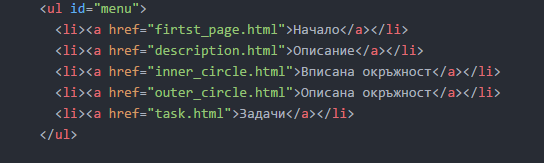 <ul id="menu">
<li><a href="firtst_page.html">Начало</a></li>
<li><a href="description.html">Описание</a></li>
<li><a href="inner_circle.html">Вписана окръжност</a></li>
<li><a href="outer_circle.html">Описана окръжност</a></li>
<li><a href="task.html">Задачи</a></li>
</ul>